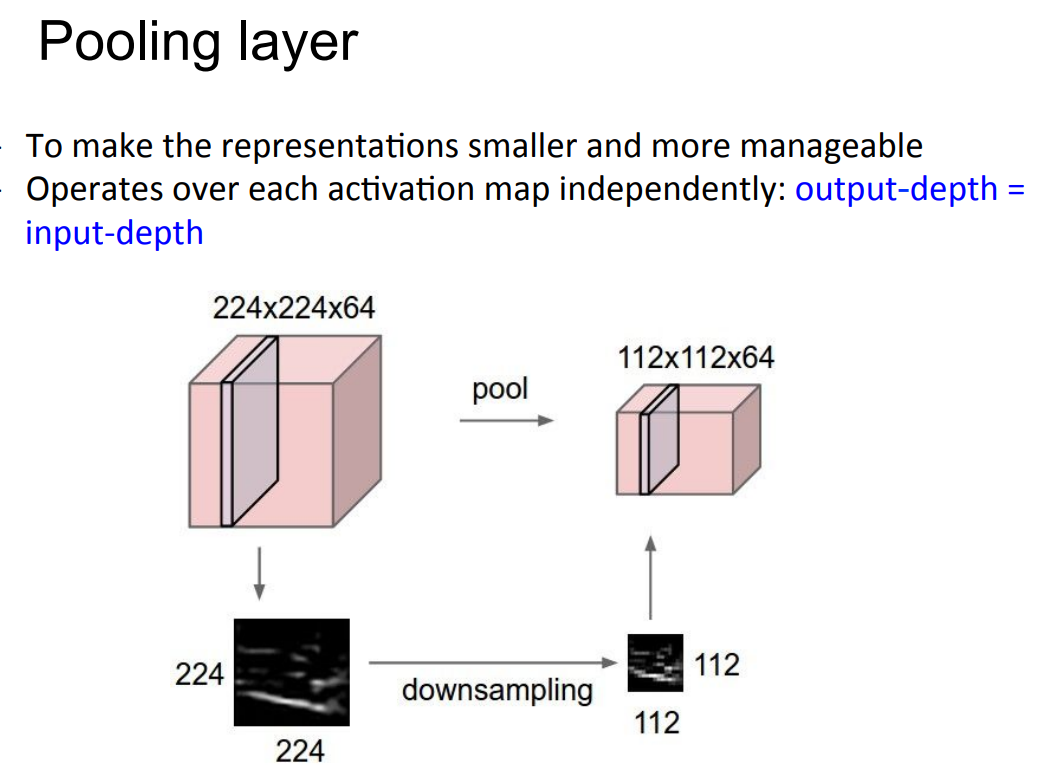 Pooling layer
- To make the representations smaller and more manageable
- Operates over each activation map independently: output-depth =
input-depth
224x224x64
112x112x64
pool
224
112
downsampling
112
224